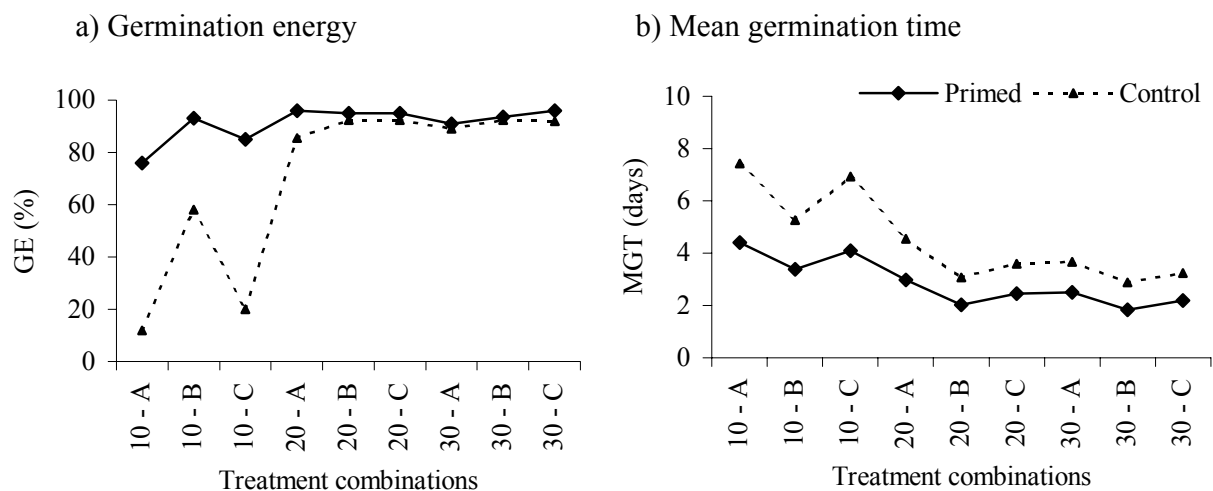 a) Germination energy
100
80
60
40
20
0
GE (%)
10 - A
10 - B
10 - C
20 - A
20 - B
20 - C
30 - A
30 - B
30 - C
Treatment combinations
b) Mean germination time
Primed
Control
10
8
6
4
2
0
MGT (days)
10 - A
10 - B
10 - C
20 - A
20 - B
20 - C
30 - A
30 - B
30 - C
Treatment combinations